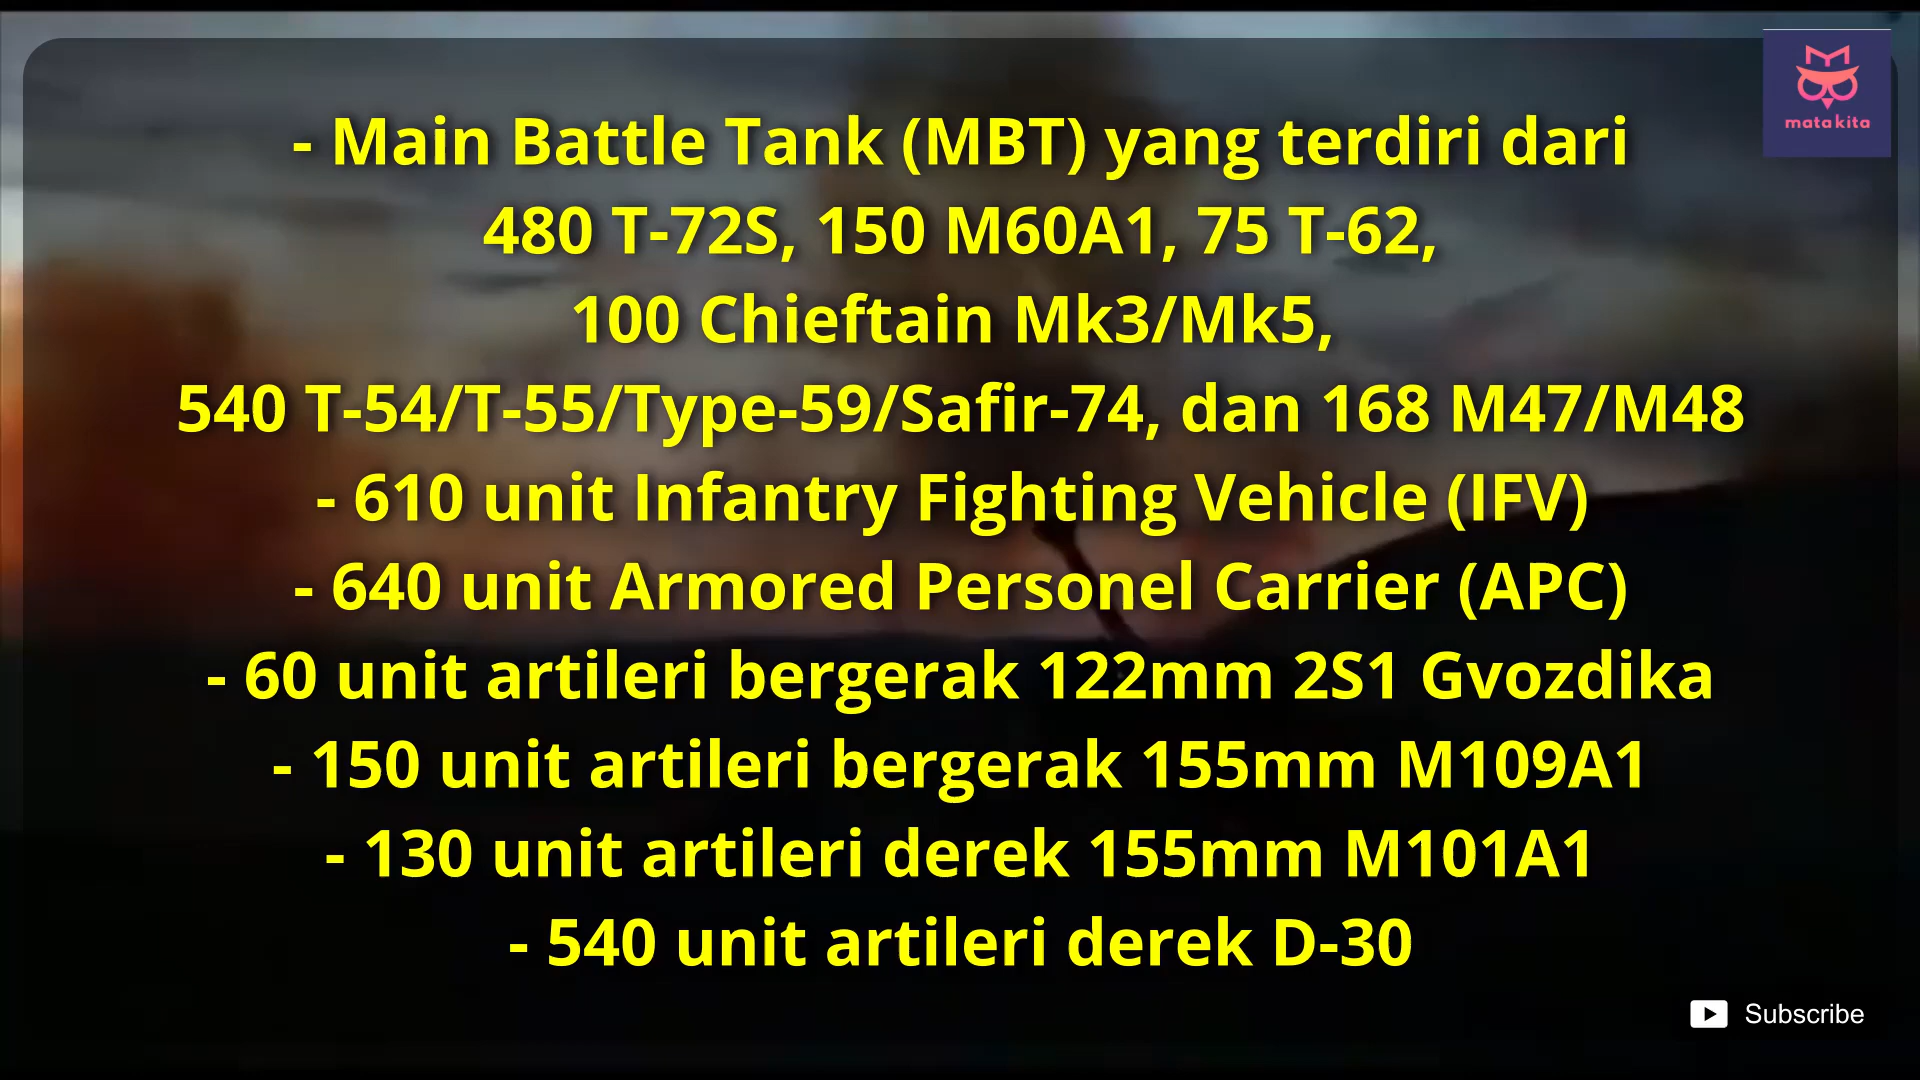 matakita
- Main Battle Tank (MBT) yang terdiri dari
480 T-72S, 150 M60A1, 75 T-62,
100 Chieftain Mk3/Mk5,
540 T-54/T-55/Type-59/Safir-74, dan 168 M47/M48
- 610 unit Infantry Fighting Vehicle (IFV)
- 640 unit Armored Personel Carrier (APC)
- 60 unit artileri bergerak 122mm 2S1 Gvozdika
- 150 unit artileri bergerak 155mm M109A1
- 130 unit artileri derek 155mm M101A1
- 540 unit artileri derek D-30
Subscribe